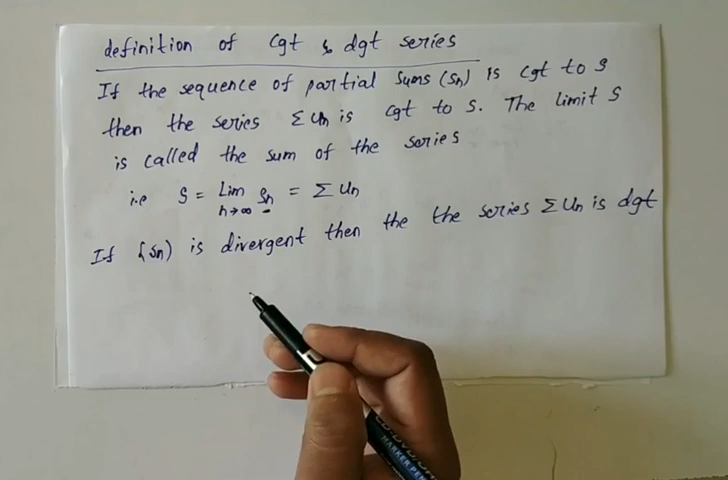 definition of Cgt & dgt series
If the sequence of partial sums (Sn) is cgt to S
then the series Σ Un is cgt to S. The limit S
is called the sum of the series
i.e S = Lim Sn = Σ Un
n→∞
If {Sn) is divergent then the the series Σ Un is dgt
MARKER PEN